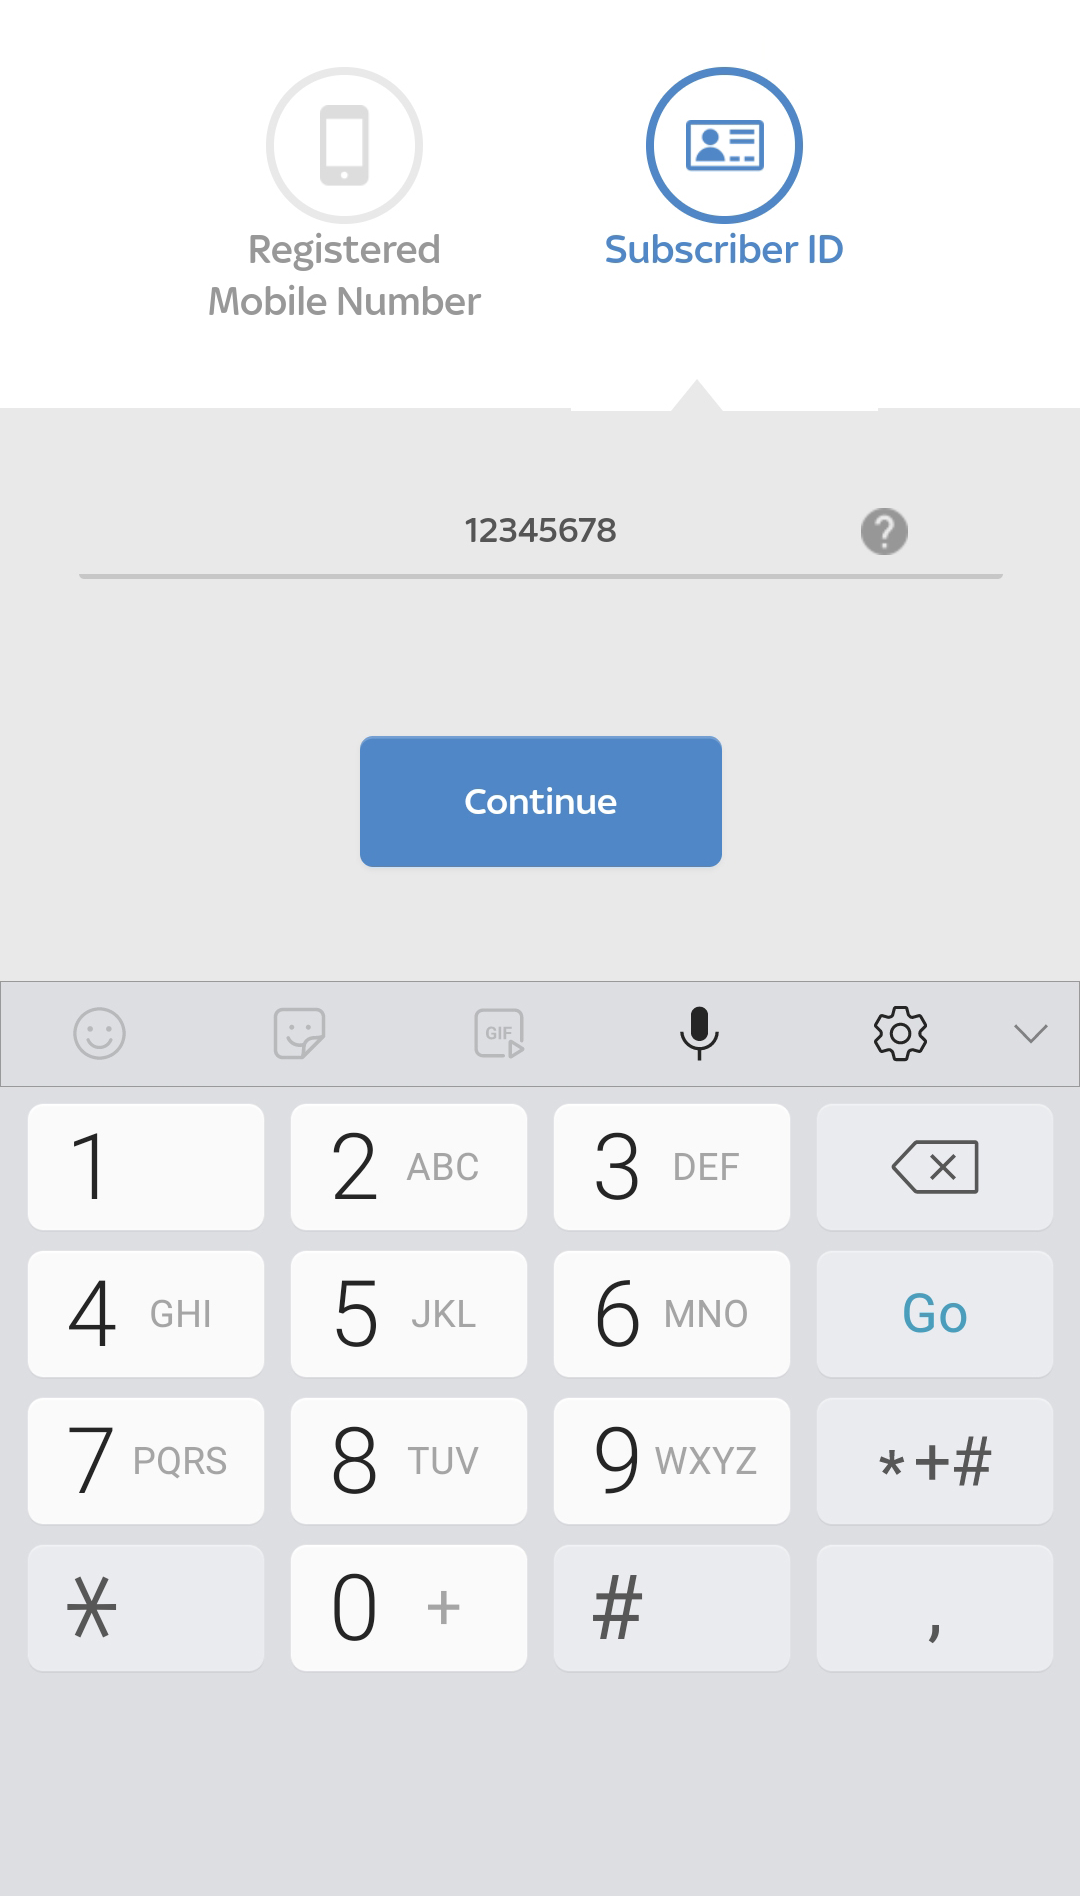 Registered
Mobile Number
Subscriber ID
12345678
?
Continue
GIF
1
2 ABC
3 DEF
4 GHI
5 JKL
6 MNO
Go
7 PQRS
8 TUV
9 WXYZ
*+#
*
0 +
#
,